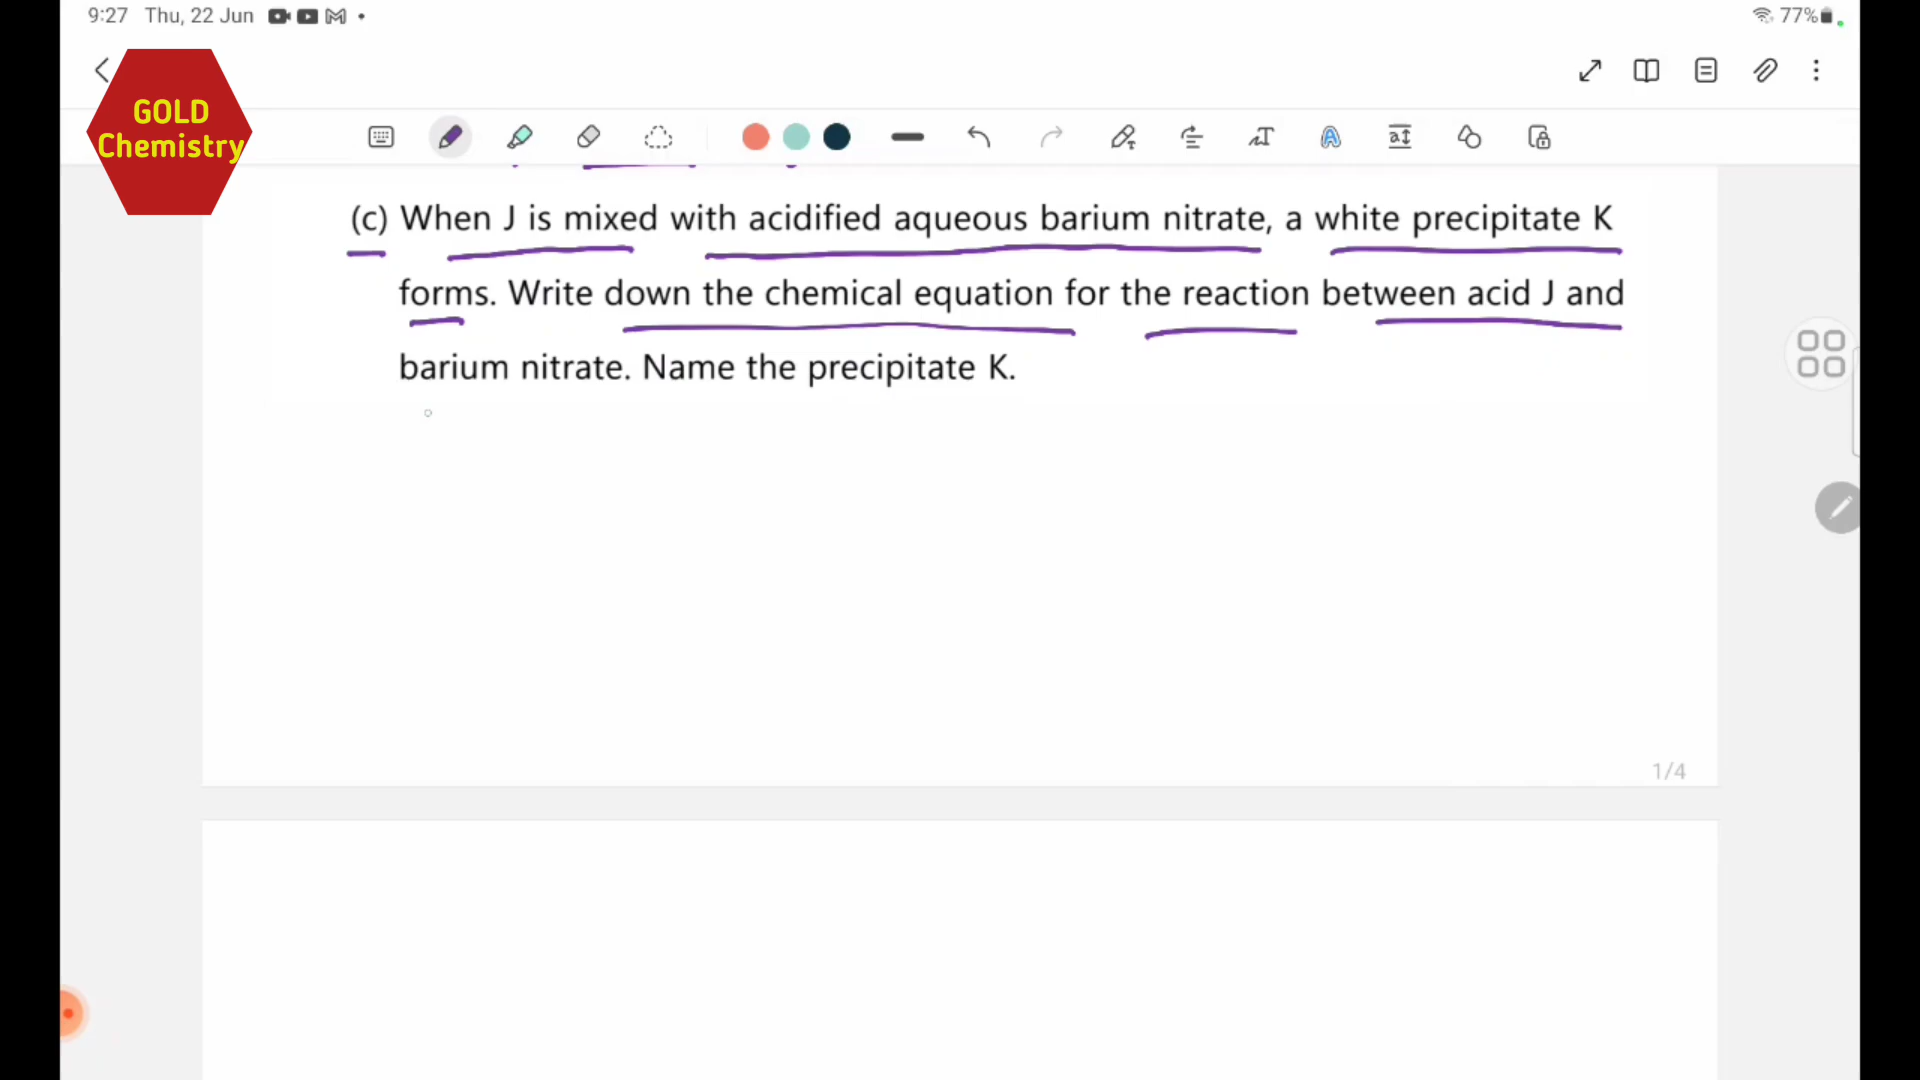 9:27 Thu, 22 Jun
77%
GOLD
Chemistry
(c) When J is mixed with acidified aqueous barium nitrate, a white precipitate K
forms. Write down the chemical equation for the reaction between acid J and
barium nitrate. Name the precipitate K.
1/4